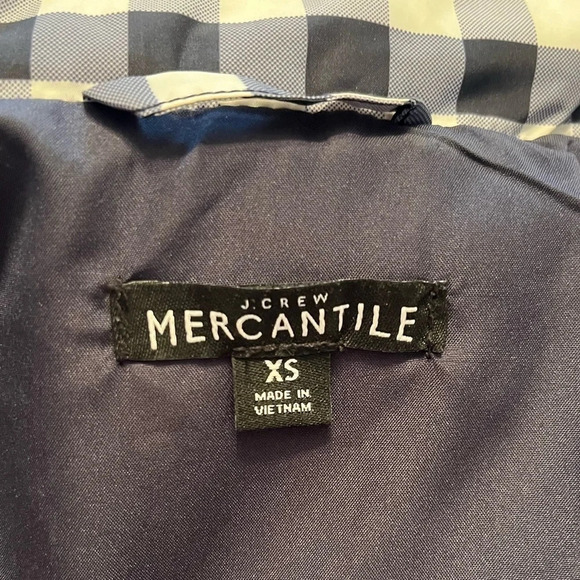 J.CREW
MERCANTILE
XS
MADE IN
VIETNAM